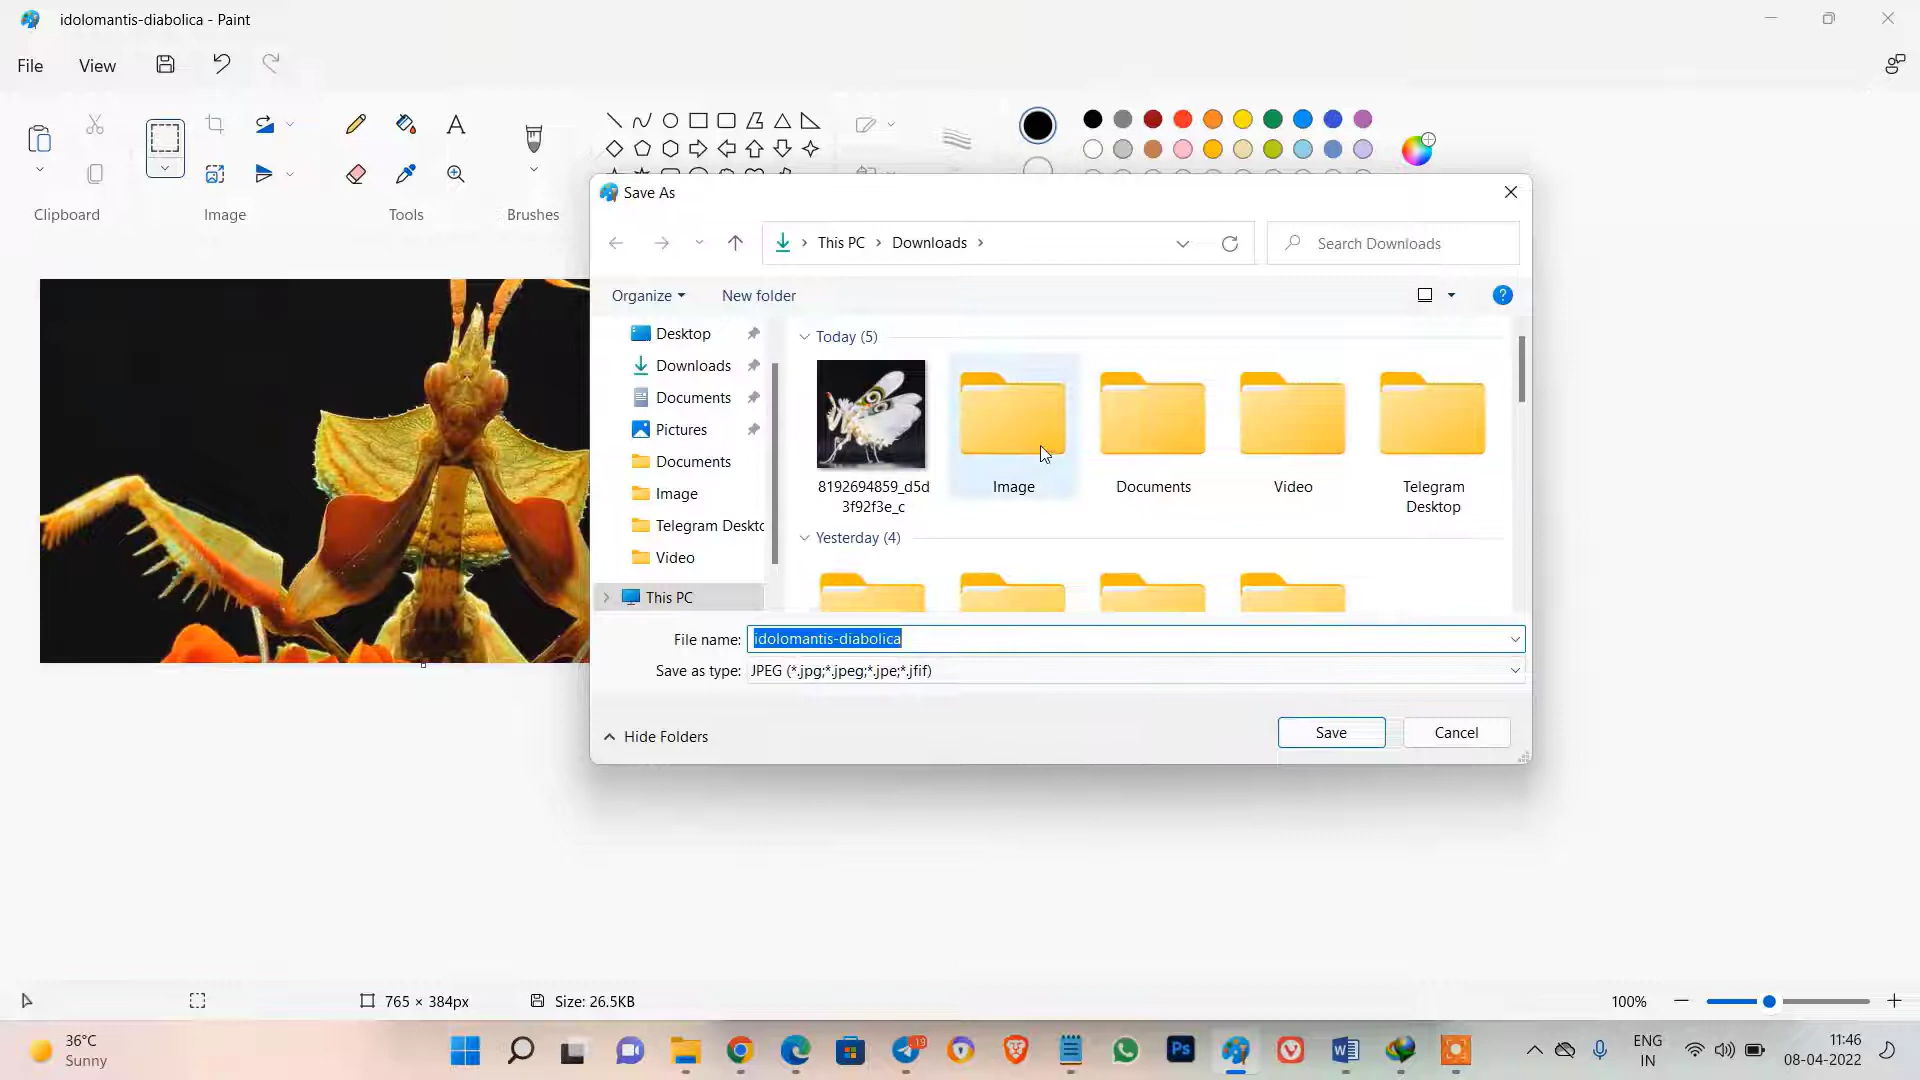 idolomantis-diabolica - Paint
File
View
Clipboard
Image
Tools
Brushes
Save As
This PC
Downloads
Search Downloads
Organize
New folder
Desktop
Downloads
Documents
Pictures
Documents
Image
Telegram Deskto
Video
This PC
Today (5)
8192694859_d5d
3f92f3e_c
Image
Documents
Video
Telegram
Desktop
Yesterday (4)
File name: idolomantis-diabolica
Save as type: JPEG (*.jpg;*.jpeg;*.jpe;*.jfif)
Hide Folders
Save
Cancel
765 × 384px
Size: 26.5KB
100%
36°C
Sunny
19
Ps
ENG
IN
11:46
08-04-2022